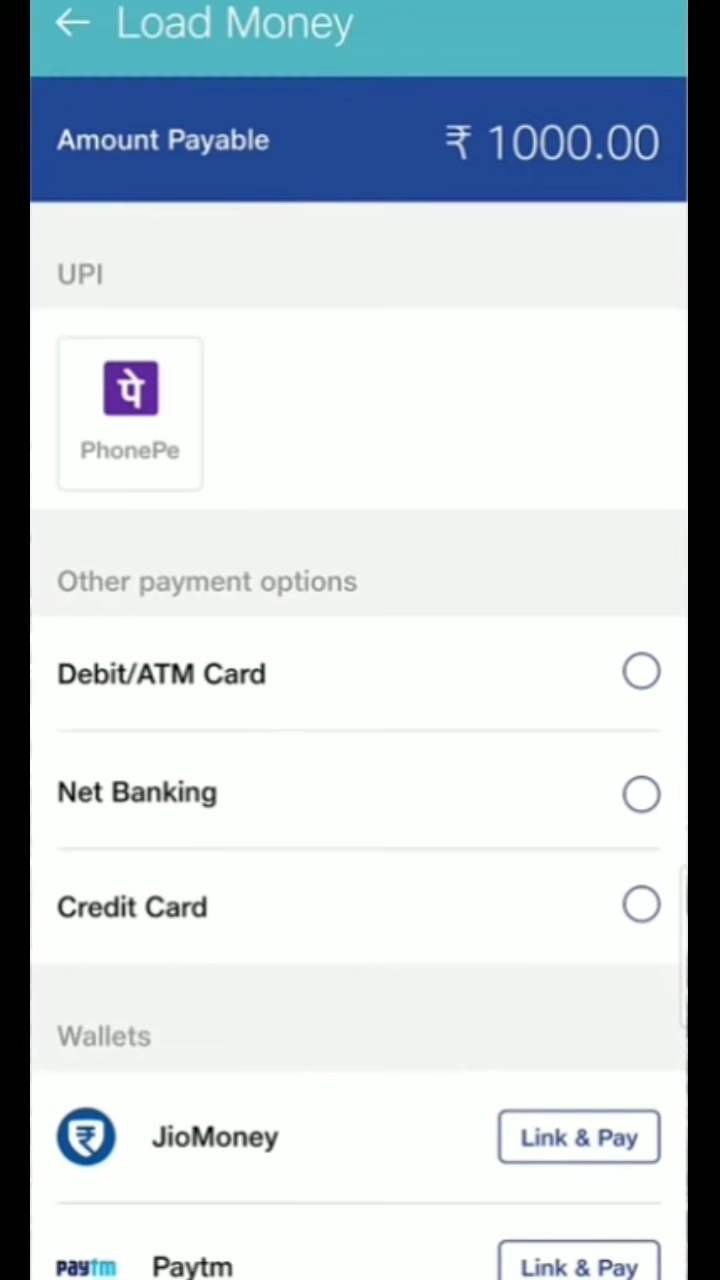 ← Load Money
Amount Payable ₹ 1000.00
UPI
पे
PhonePe
Other payment options
Debit/ATM Card
Net Banking
Credit Card
Wallets
₹ JioMoney Link & Pay
paytm Paytm Link & Pay